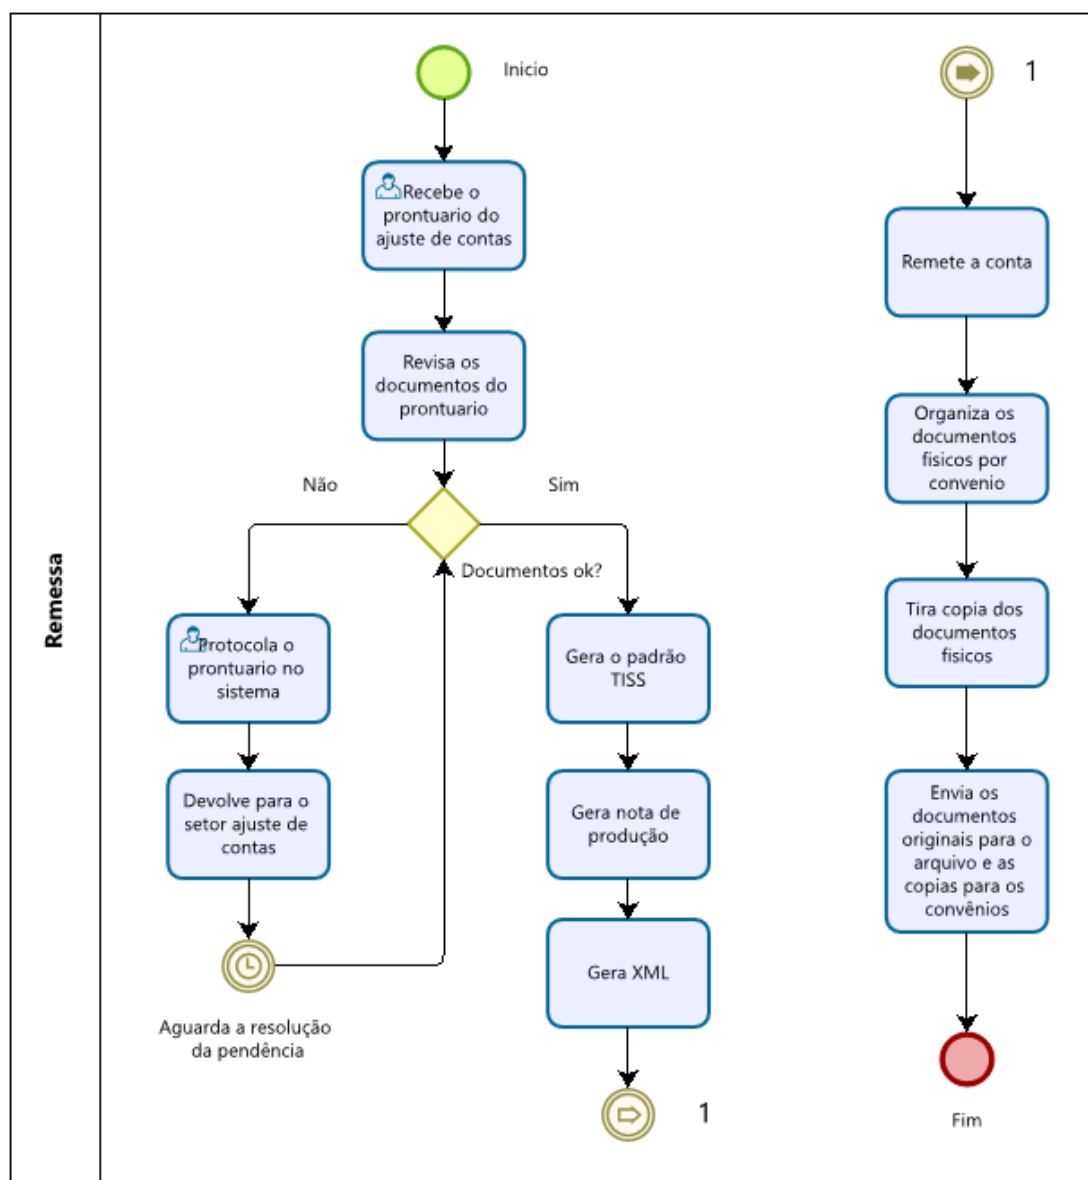 Remessa
Inicio
Recebe o
prontuario do
ajuste de contas
Revisa os
documentos do
prontuario
Não
Sim
Documentos ok?
Protocola o
prontuario no
sistema
Devolve para o
setor ajuste de
contas
Aguarda a resolução
da pendência
Gera o padrão
TISS
Gera nota de
produção
Gera XML
1
1
Remete a conta
Organiza os
documentos
fisicos por
convenio
Tira copia dos
documentos
fisicos
Envia os
documentos
originais para o
arquivo e as
copias para os
convênios
Fim